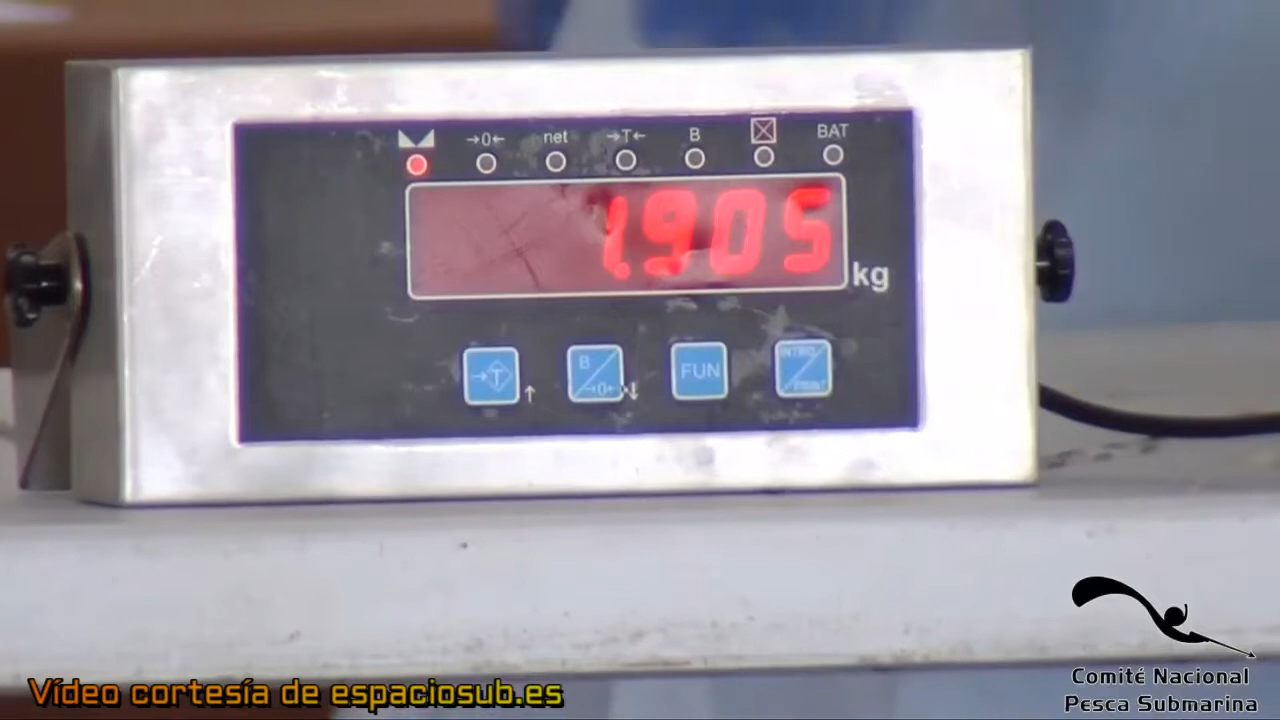 →0← net →T← B BAT
1.905
kg
→T ↑ B →0← ↓ FUN INTRO PRINT
Vídeo cortesía de espaciosub.es
Comité Nacional
Pesca Submarina